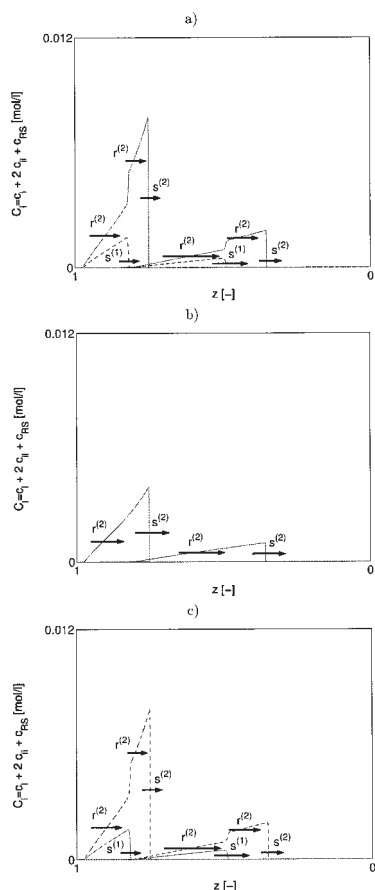 a)
0.012
C_i=c_i + 2 c_ii + c_RS [mol/l]
r^(2)
s^(2)
r^(2)
s^(1)
r^(2)
r^(2)
s^(1)
s^(2)
0
1
0
z [–]
b)
0.012
C_i=c_i + 2 c_ii + c_RS [mol/l]
r^(2)
s^(2)
r^(2)
s^(2)
0
1
0
z [–]
c)
0.012
C_i=c_i + 2 c_ii + c_RS [mol/l]
r^(2)
s^(2)
r^(2)
s^(1)
r^(2)
r^(2)
s^(1)
s^(2)
0
1
0
z [–]